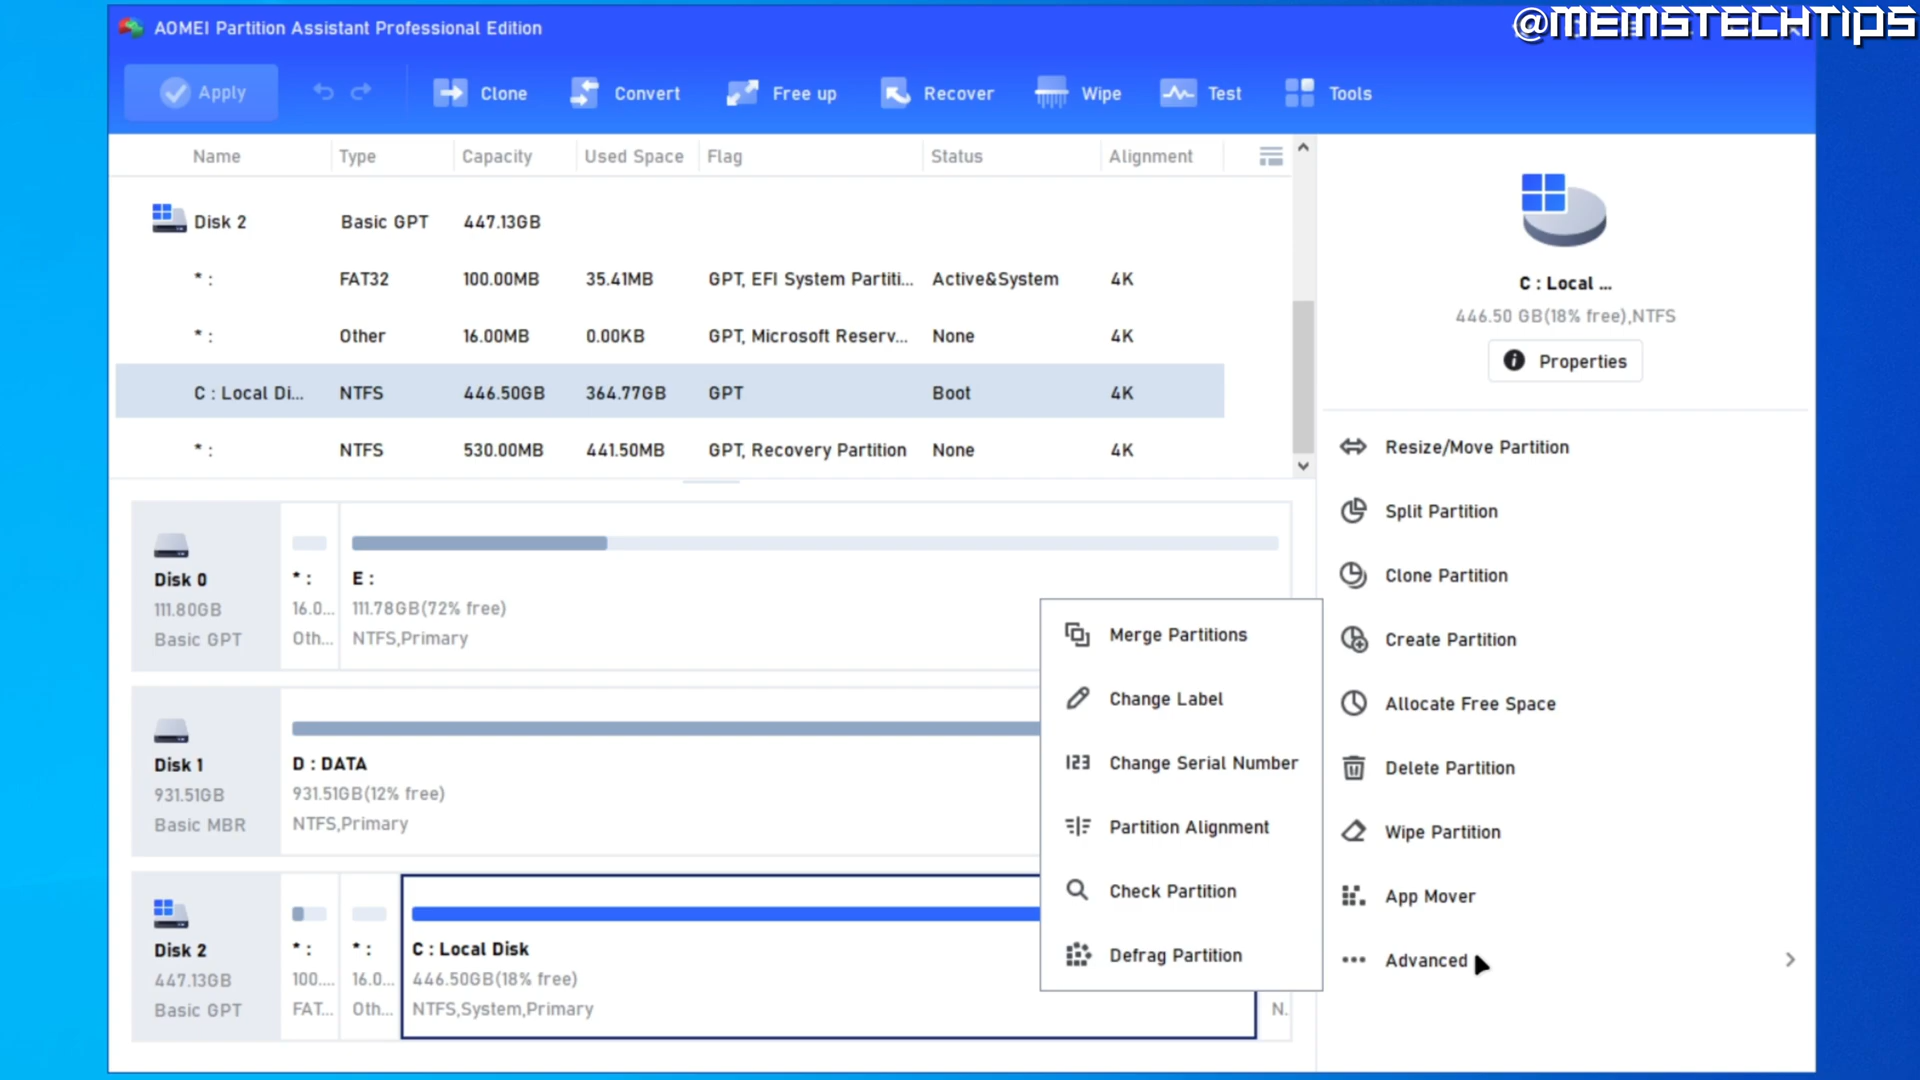 @MEMSTECHTIPS
AOMEI Partition Assistant Professional Edition
Apply Clone Convert Free up Recover Wipe Test Tools
Name Type Capacity Used Space Flag Status Alignment
Disk 2 Basic GPT 447.13GB
* : FAT32 100.00MB 35.41MB GPT, EFI System Partiti... Active&System 4K
* : Other 16.00MB 0.00KB GPT, Microsoft Reserv... None 4K
C : Local Di... NTFS 446.50GB 364.77GB GPT Boot 4K
* : NTFS 530.00MB 441.50MB GPT, Recovery Partition None 4K
Disk 0
111.80GB
Basic GPT
* :
16.0...
Oth...
E :
111.78GB(72% free)
NTFS,Primary
Disk 1
931.51GB
Basic MBR
D : DATA
931.51GB(12% free)
NTFS,Primary
Disk 2
447.13GB
Basic GPT
* :
100....
FAT...
* :
16.0...
Oth...
C : Local Disk
446.50GB(18% free)
NTFS,System,Primary
N.
Merge Partitions
Change Label
123 Change Serial Number
Partition Alignment
Check Partition
Defrag Partition
C : Local ...
446.50 GB(18% free),NTFS
Properties
Resize/Move Partition
Split Partition
Clone Partition
Create Partition
Allocate Free Space
Delete Partition
Wipe Partition
App Mover
Advanced